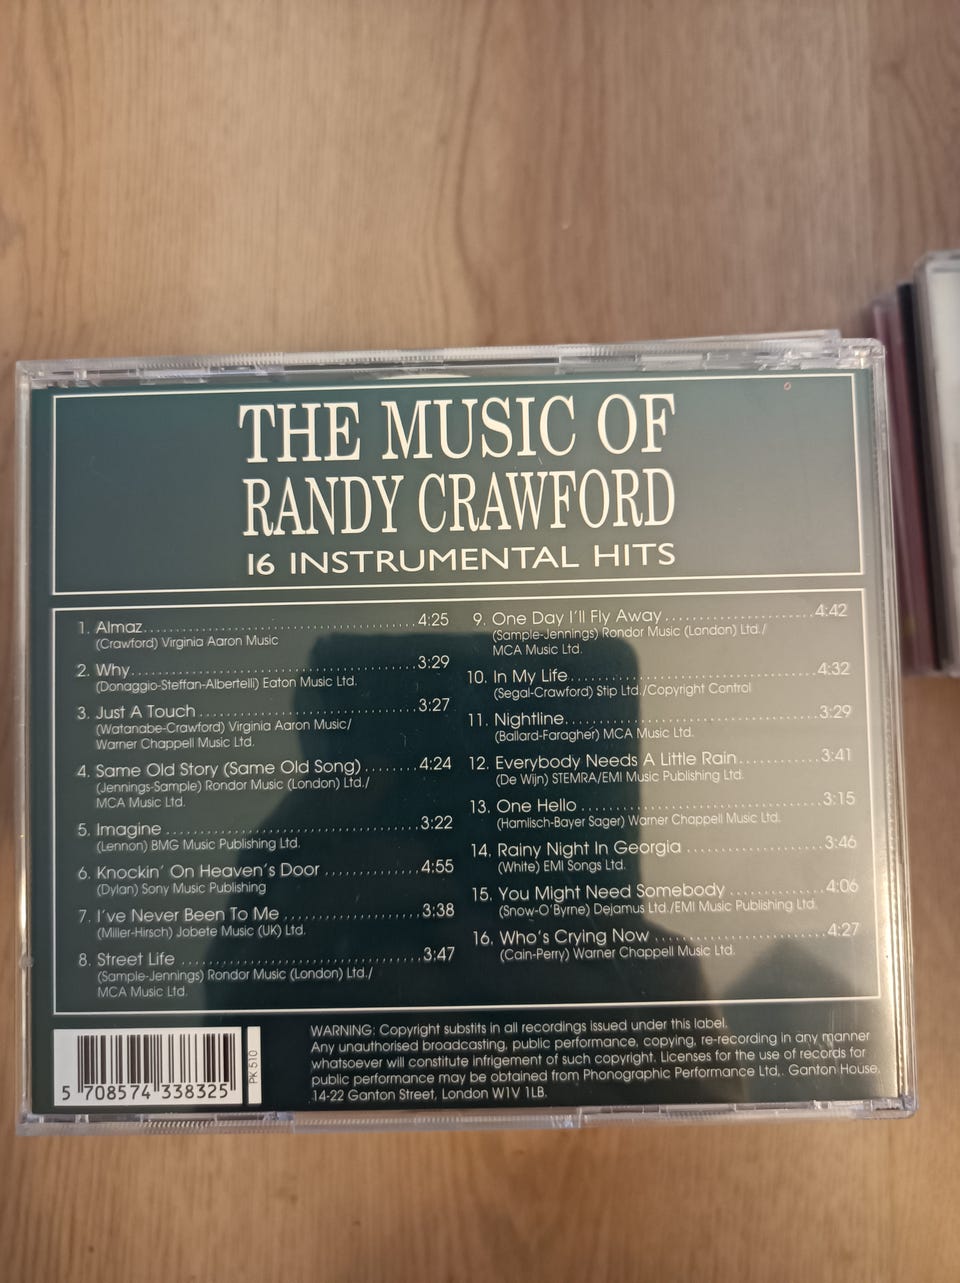 THE MUSIC OF
RANDY CRAWFORD
16 INSTRUMENTAL HITS
1. Almaz 4:25
(Crawford) Virginia Aaron Music
2. Why 3:29
(Donaggio-Steffan-Albertelli) Eaton Music Ltd.
3. Just A Touch 3:27
(Watanabe-Crawford) Virginia Aaron Music/
Warner Chappell Music Ltd.
4. Same Old Story (Same Old Song) 4:24
(Jennings-Sample) Rondor Music (London) Ltd./
MCA Music Ltd.
5. Imagine 3:22
(Lennon) BMG Music Publishing Ltd.
6. Knockin' On Heaven's Door 4:55
(Dylan) Sony Music Publishing
7. I've Never Been To Me 3:38
(Miller-Hirsch) Jobete Music (UK) Ltd.
8. Street Life 3:47
(Sample-Jennings) Rondor Music (London) Ltd./
MCA Music Ltd.
9. One Day I'll Fly Away 4:42
(Sample-Jennings) Rondor Music (London) Ltd./
MCA Music Ltd.
10. In My Life 4:32
(Segal-Crawford) Stip Ltd./Copyright Control
11. Nightline 3:29
(Ballard-Faragher) MCA Music Ltd.
12. Everybody Needs A Little Rain 3:41
(De Wijn) STEMRA/EMI Music Publishing Ltd.
13. One Hello 3:15
(Hamlisch-Bayer Sager) Warner Chappell Music Ltd.
14. Rainy Night In Georgia 3:46
(White) EMI Songs Ltd.
15. You Might Need Somebody 4:06
(Snow-O'Byrne) Dejamus Ltd./EMI Music Publishing Ltd.
16. Who's Crying Now 4:27
(Cain-Perry) Warner Chappell Music Ltd.
5 708574 338325
PK 510
WARNING: Copyright substits in all recordings issued under this label.
Any unauthorised broadcasting, public performance, copying, re-recording in any manner
whatsoever will constitute infrigement of such copyright. Licenses for the use of records for
public performance may be obtained from Phonographic Performance Ltd,. Ganton House,
14-22 Ganton Street, London W1V 1LB.